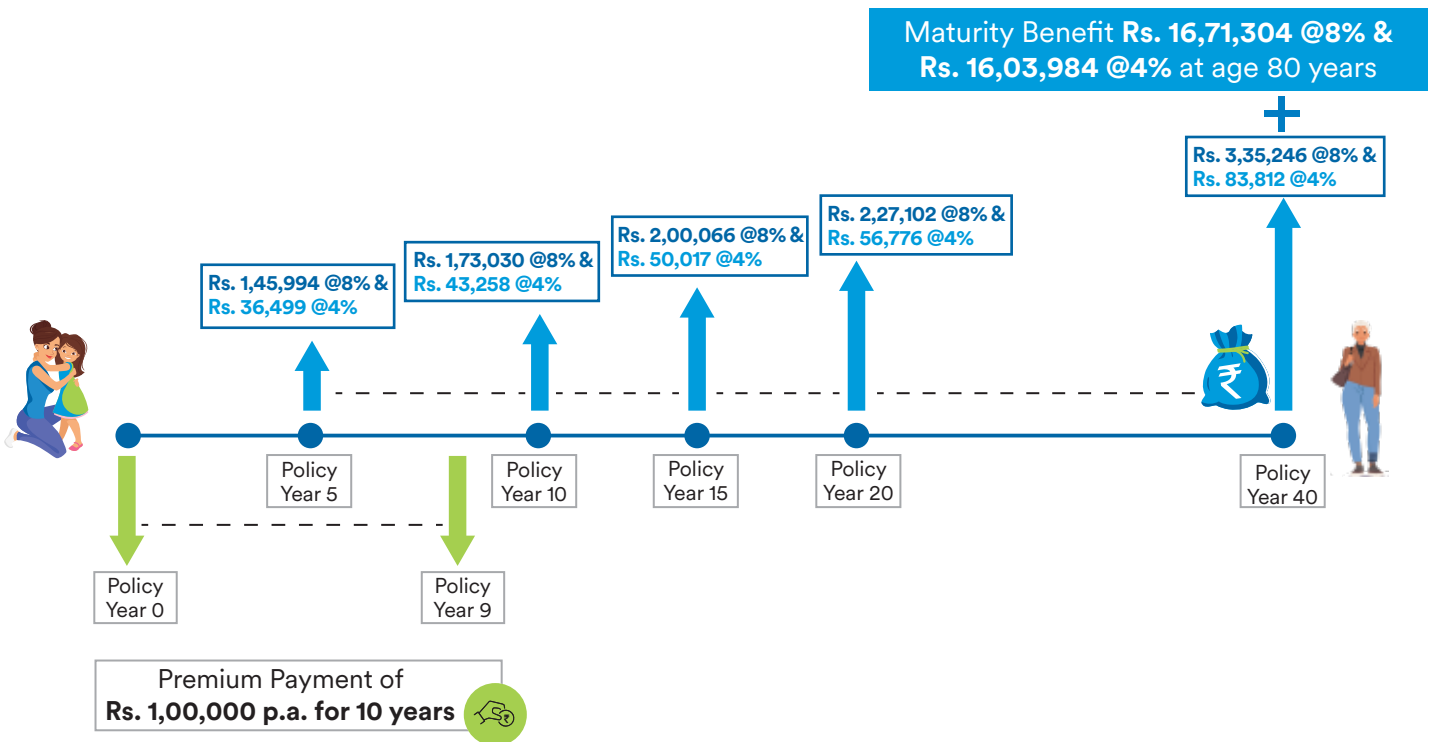 Maturity Benefit Rs. 16,71,304 @8% &
Rs. 16,03,984 @4% at age 80 years
Rs. 3,35,246 @8% &
Rs. 83,812 @4%
Rs. 2,27,102 @8% &
Rs. 56,776 @4%
Rs. 2,00,066 @8% &
Rs. 50,017 @4%
Rs. 1,73,030 @8% &
Rs. 43,258 @4%
Rs. 1,45,994 @8% &
Rs. 36,499 @4%
₹
Policy
Year 5
Policy
Year 10
Policy
Year 15
Policy
Year 20
Policy
Year 40
Policy
Year 0
Policy
Year 9
Premium Payment of
Rs. 1,00,000 p.a. for 10 years
₹